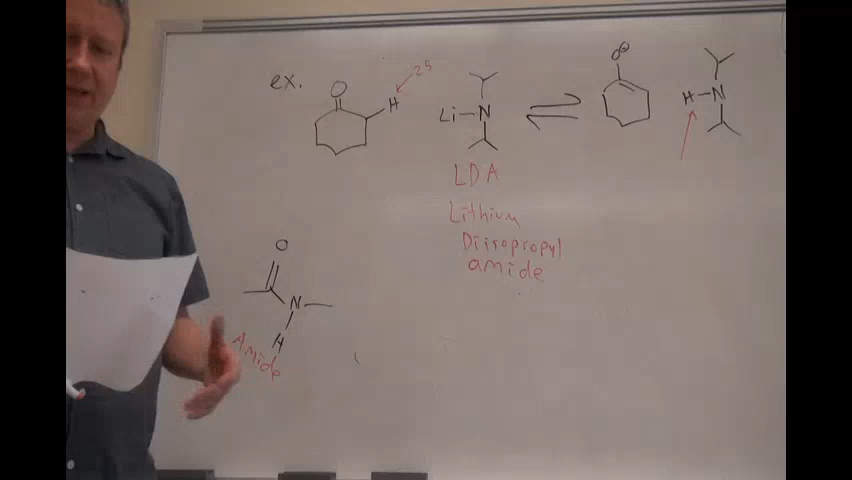 ex.
O
H
25
Li-N
O⊖
H-N
LDA
Lithium
Diisopropyl
amide
O
N
H
Amide